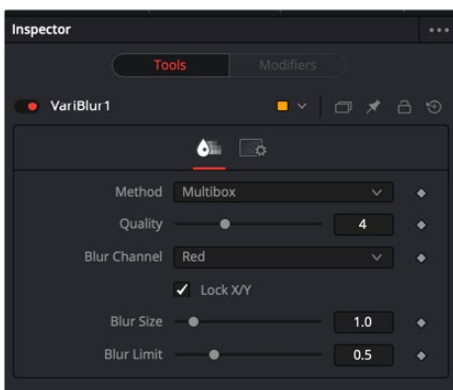 Inspector
Tools Modifiers
VariBlur1
Method Multibox
Quality 4
Blur Channel Red
Lock X/Y
Blur Size 1.0
Blur Limit 0.5